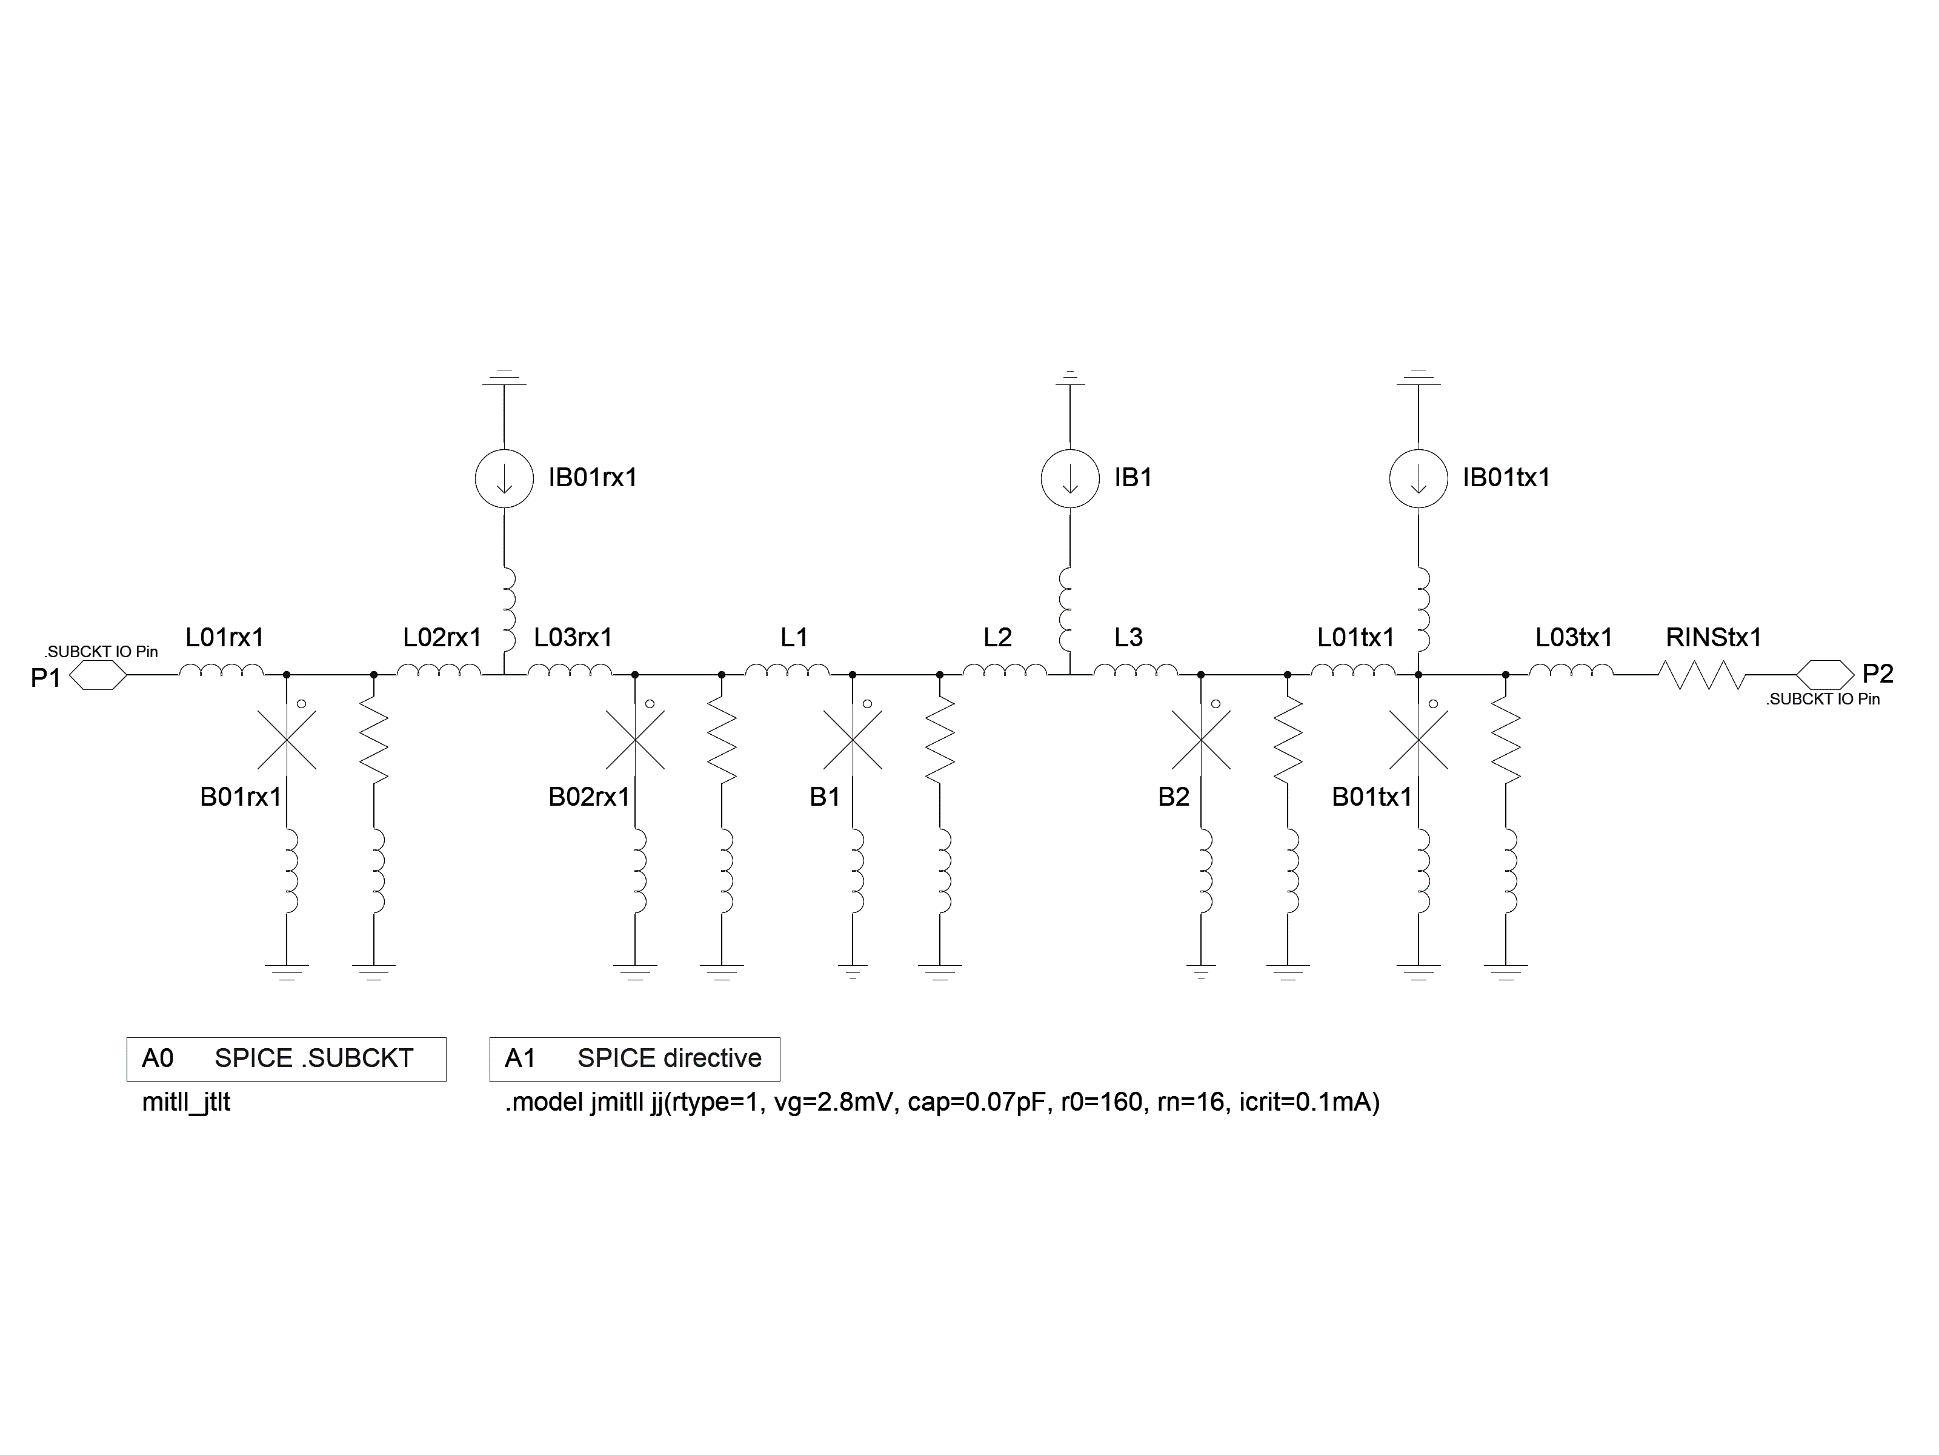 IB01rx1
IB1
IB01tx1
L01rx1
L02rx1
L03rx1
L1
L2
L3
L01tx1
L03tx1
RINStx1
.SUBCKT IO Pin
P1
P2
.SUBCKT IO Pin
B01rx1
B02rx1
B1
B2
B01tx1
A0 SPICE .SUBCKT
A1 SPICE directive
mitll_jtlt
.model jmitll jj(rtype=1, vg=2.8mV, cap=0.07pF, r0=160, rn=16, icrit=0.1mA)